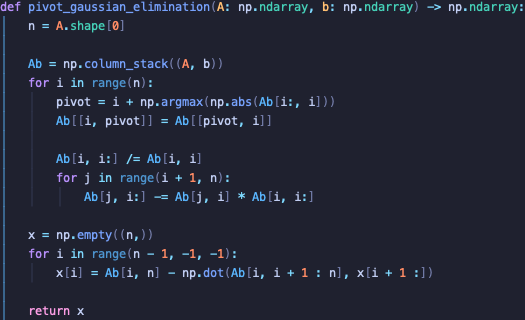 def pivot_gaussian_elimination(A: np.ndarray, b: np.ndarray) -> np.ndarray:
    n = A.shape[0]

    Ab = np.column_stack((A, b))
    for i in range(n):
        pivot = i + np.argmax(np.abs(Ab[i:, i]))
        Ab[[i, pivot]] = Ab[[pivot, i]]

        Ab[i, i:] /= Ab[i, i]
        for j in range(i + 1, n):
            Ab[j, i:] -= Ab[j, i] * Ab[i, i:]

    x = np.empty((n,))
    for i in range(n - 1, -1, -1):
        x[i] = Ab[i, n] - np.dot(Ab[i, i + 1 : n], x[i + 1 :])

    return x